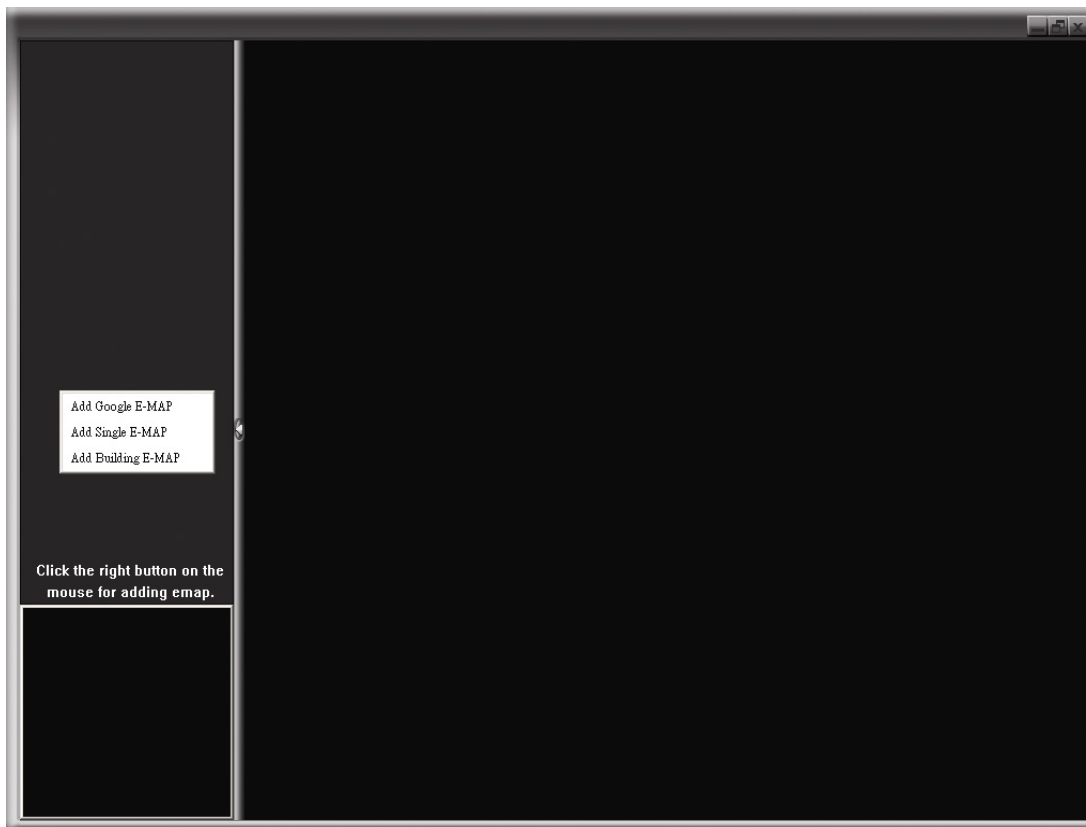 Add Google E-MAP
Add Single E-MAP
Add Building E-MAP
Click the right button on the
mouse for adding emap.